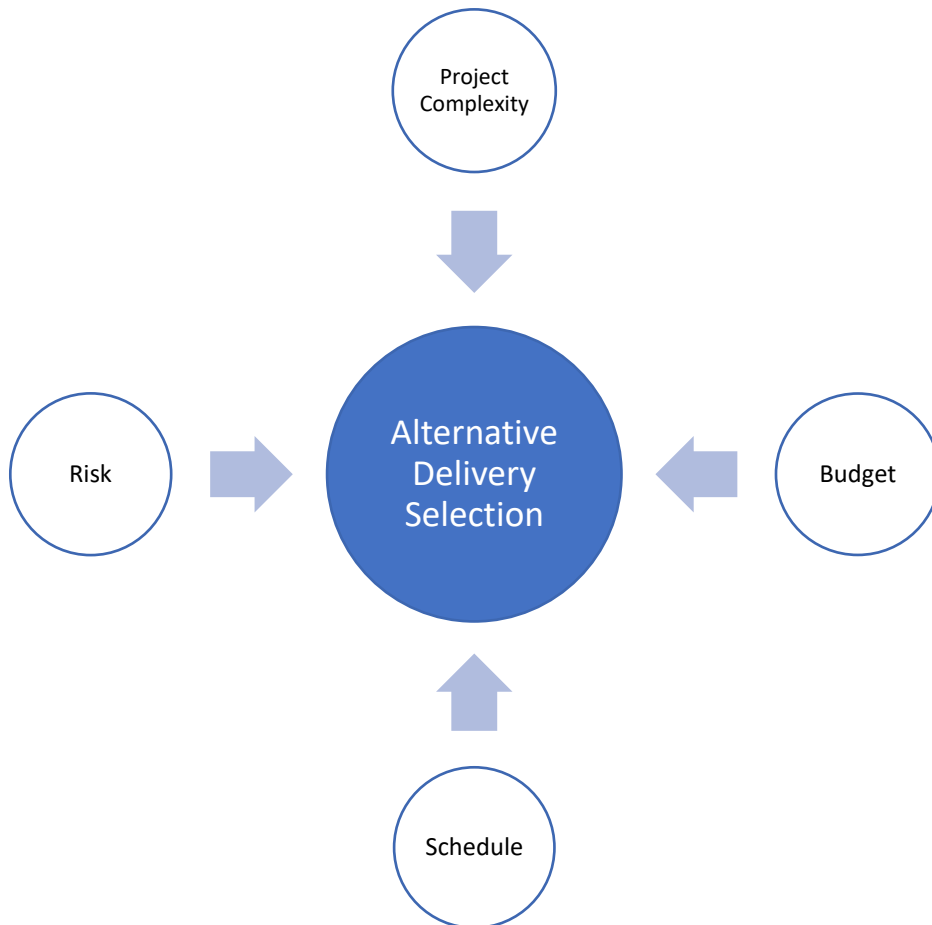 Project
Complexity
Risk
Alternative
Delivery
Selection
Budget
Schedule